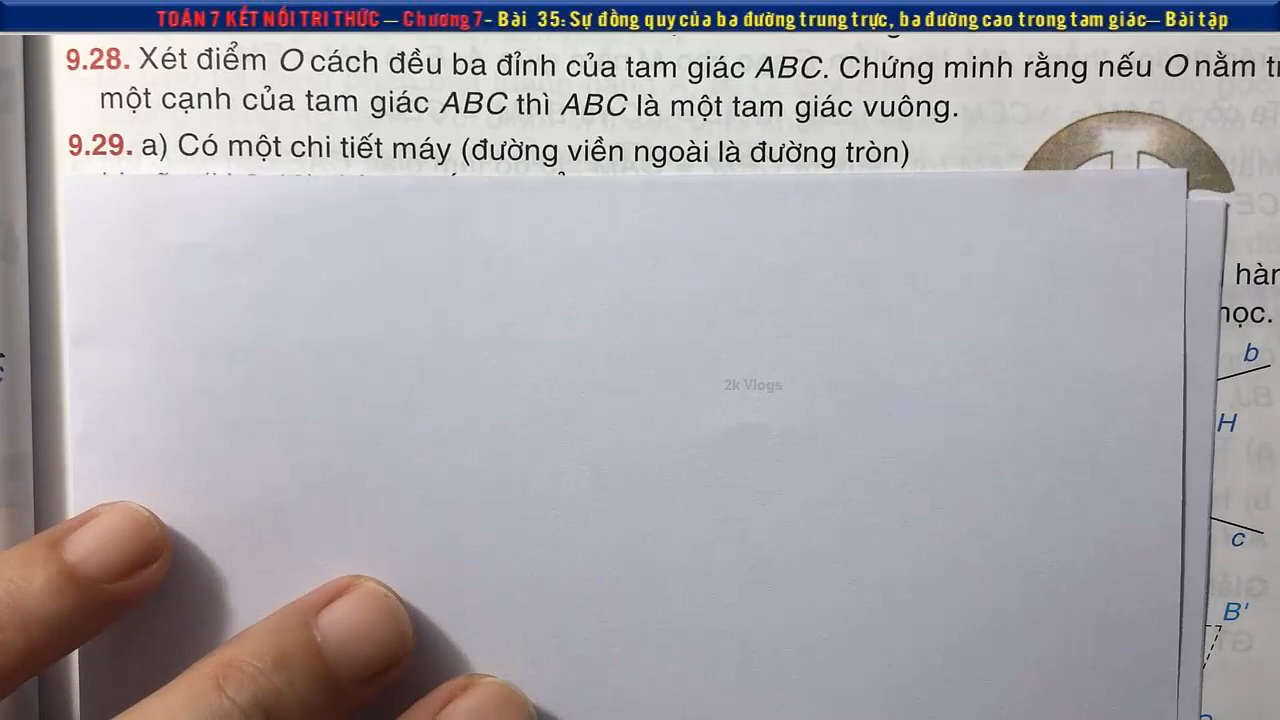 TOÁN 7 KẾT NỐI TRI THỨC – Chương 7- Bài 35: Sự đồng quy của ba đường trung trực, ba đường cao trong tam giác– Bài tập
9.28. Xét điểm O cách đều ba đỉnh của tam giác ABC. Chứng minh rằng nếu O nằm
một cạnh của tam giác ABC thì ABC là một tam giác vuông.
9.29. a) Có một chi tiết máy (đường viền ngoài là đường tròn)
học.
b
2k Vlogs
H
c
B'